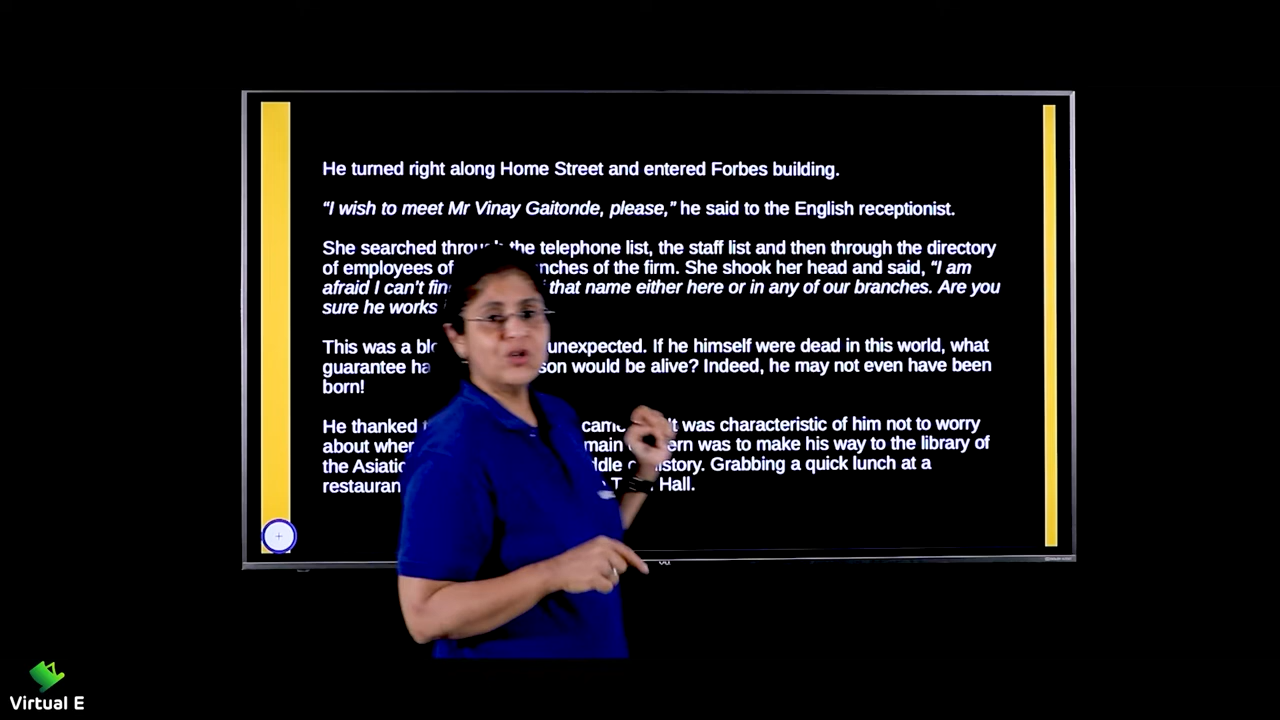 He turned right along Home Street and entered Forbes building.
“I wish to meet Mr Vinay Gaitonde, please,” he said to the English receptionist.
She searched through the telephone list, the staff list and then through the directory
of employees of nches of the firm. She shook her head and said, “I am
afraid I can’t fin that name either here or in any of our branches. Are you
sure he works
This was a blo unexpected. If he himself were dead in this world, what
guarantee ha son would be alive? Indeed, he may not even have been
born!
He thanked came It was characteristic of him not to worry
about wher main concern was to make his way to the library of
the Asiatic ddle history. Grabbing a quick lunch at a
restauran Hall.
Virtual E